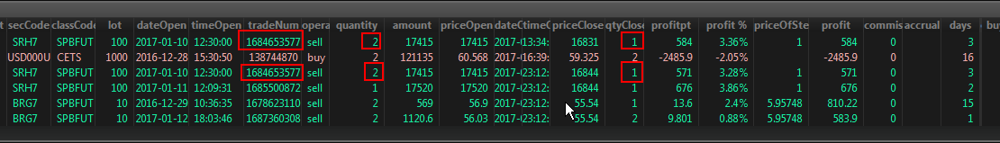 t secCode classCode lot dateOpen timeOpen tradeNum opera quantity amount priceOpen dateC timeC priceClose qtyClose profitpt profit % priceOfSte profit commis accrual days bu
SRH7 SPBFUT 100 2017-01-10 12:30:00 1684653577 sell 2 17415 17415 2017-( 13:34: 16831 1 584 3.36% 1 584 0 3
USD000U CETS 1000 2016-12-28 15:30:50 138744870 buy 2 121135 60.568 2017-( 16:39: 59.325 2 -2485.9 -2.05% -2485.9 0 16
SRH7 SPBFUT 100 2017-01-10 12:30:00 1684653577 sell 2 17415 17415 2017-( 23:12: 16844 1 571 3.28% 1 571 0 3
SRH7 SPBFUT 100 2017-01-11 12:09:31 1685500872 sell 1 17520 17520 2017-( 23:12: 16844 1 676 3.86% 1 676 0 2
BRG7 SPBFUT 10 2016-12-29 10:36:35 1678623110 sell 1 569 56.9 2017-( 23:12: 55.54 1 13.6 2.4% 5.95748 810.22 0 15
BRG7 SPBFUT 10 2017-01-12 18:03:46 1687360308 sell 2 1120.6 56.03 2017-( 23:12: 55.54 2 9.801 0.88% 5.95748 583.9 0 1